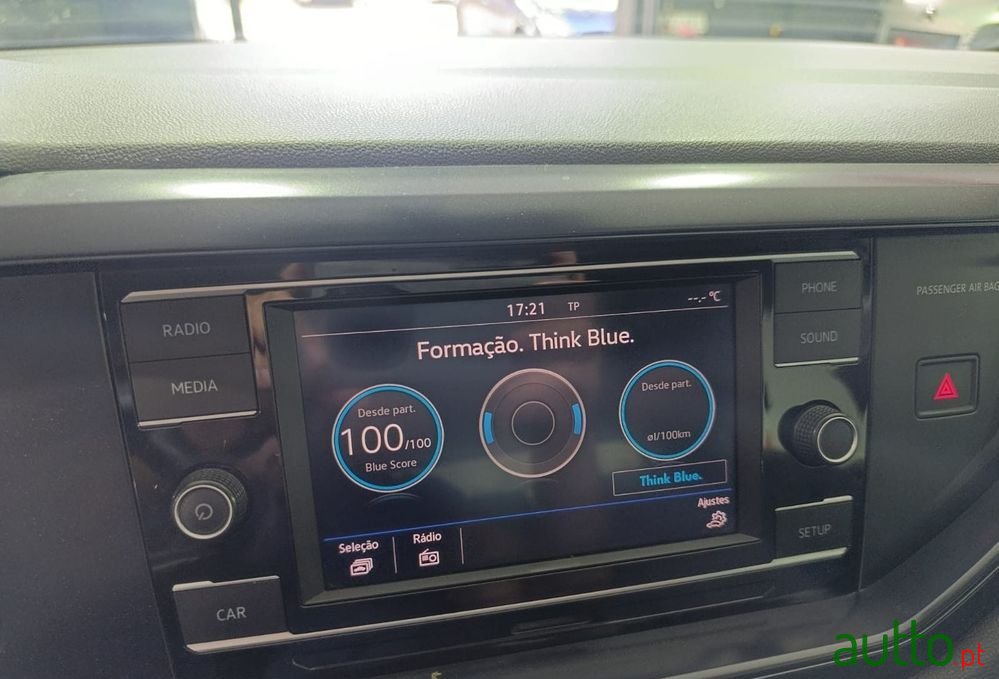 RADIO
MEDIA
CAR
17:21 TP --.- °C
Formação. Think Blue.
Desde part.
100/100
Blue Score
Desde part.
øl/100km
Think Blue.
Ajustes
Seleção
Rádio
PHONE
SOUND
SETUP
PASSENGER AIR BAG
autto.pt